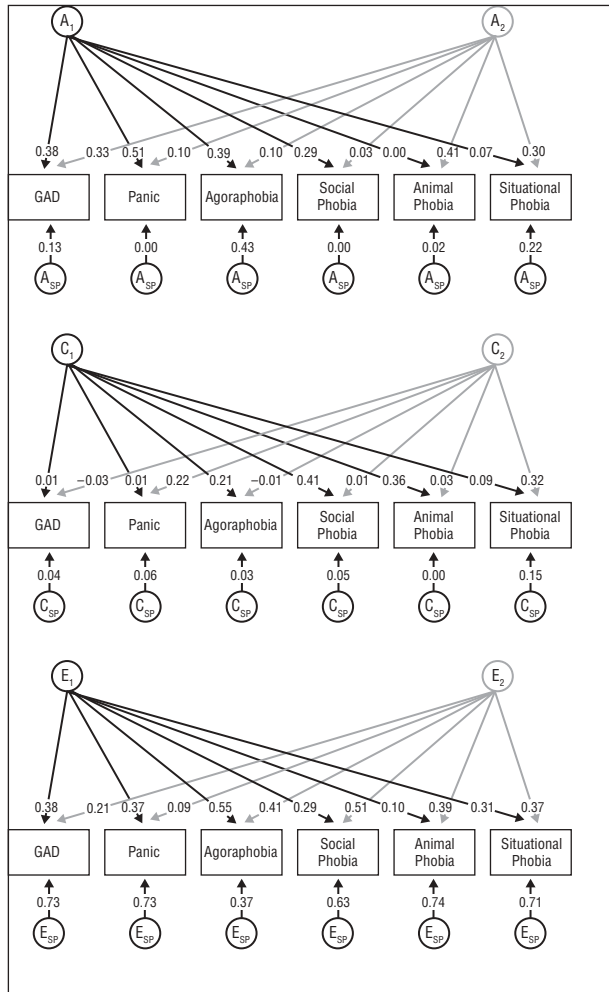 A1 A2
0.38 0.33 0.51 0.10 0.39 0.10 0.29 0.03 0.00 0.41 0.07 0.30
GAD Panic Agoraphobia Social Phobia Animal Phobia Situational Phobia
0.13 0.00 0.43 0.00 0.02 0.22
ASP ASP ASP ASP ASP ASP
C1 C2
0.01 −0.03 0.01 0.22 0.21 −0.01 0.41 0.01 0.36 0.03 0.09 0.32
GAD Panic Agoraphobia Social Phobia Animal Phobia Situational Phobia
0.04 0.06 0.03 0.05 0.00 0.15
CSP CSP CSP CSP CSP CSP
E1 E2
0.38 0.21 0.37 0.09 0.55 0.41 0.29 0.51 0.10 0.39 0.31 0.37
GAD Panic Agoraphobia Social Phobia Animal Phobia Situational Phobia
0.73 0.73 0.37 0.63 0.74 0.71
ESP ESP ESP ESP ESP ESP